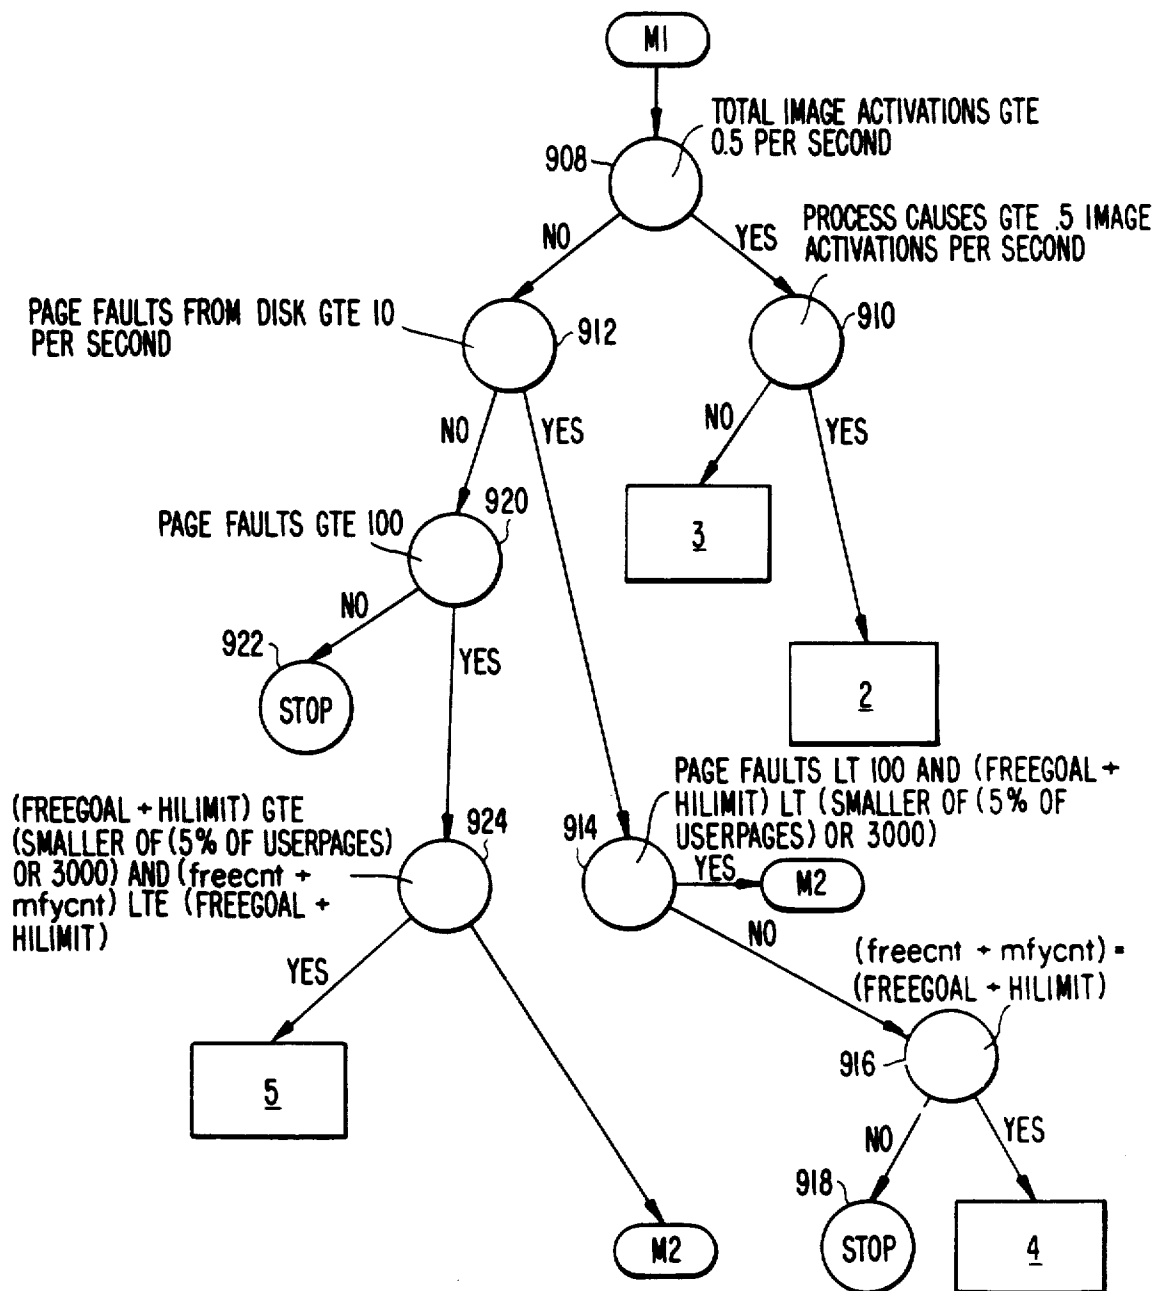 M1
TOTAL IMAGE ACTIVATIONS GTE
0.5 PER SECOND
908
NO
YES
PROCESS CAUSES GTE .5 IMAGE
ACTIVATIONS PER SECOND
910
PAGE FAULTS FROM DISK GTE 10
PER SECOND
912
NO
YES
NO
YES
3
2
PAGE FAULTS GTE 100
920
NO
YES
922
STOP
(FREEGOAL + HILIMIT) GTE
(SMALLER OF (5% OF USERPAGES)
OR 3000) AND (freecnt +
mfycnt) LTE (FREEGOAL +
HILIMIT)
924
YES
5
M2
PAGE FAULTS LT 100 AND (FREEGOAL +
HILIMIT) LT (SMALLER OF (5% OF
USERPAGES) OR 3000)
914
YES
M2
NO
(freecnt + mfycnt) =
(FREEGOAL + HILIMIT)
916
NO
YES
918
STOP
4